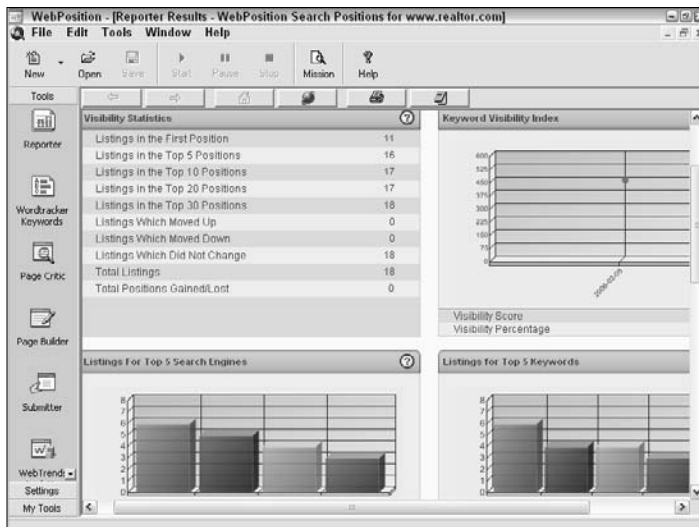 WebPosition - [Reporter Results - WebPosition Search Positions for www.realtor.com]
File Edit Tools Window Help
New Open Save Start Pause Stop Mission Help
Tools
Reporter
Wordtracker
Keywords
Page Critic
Page Builder
Submitter
WebTrends
Settings
My Tools
Visibility Statistics
Listings in the First Position 11
Listings in the Top 5 Positions 16
Listings in the Top 10 Positions 17
Listings in the Top 20 Positions 17
Listings in the Top 30 Positions 18
Listings Which Moved Up 0
Listings Which Moved Down 0
Listings Which Did Not Change 18
Total Listings 18
Total Positions Gained/Lost 0
Keyword Visibility Index
600
525
450
375
300
225
150
75
0
Visibility Score
Visibility Percentage
Listings For Top 5 Search Engines
8
7
6
5
4
3
2
1
0
Listings for Top 5 Keywords
8
7
6
5
4
3
2
1
0